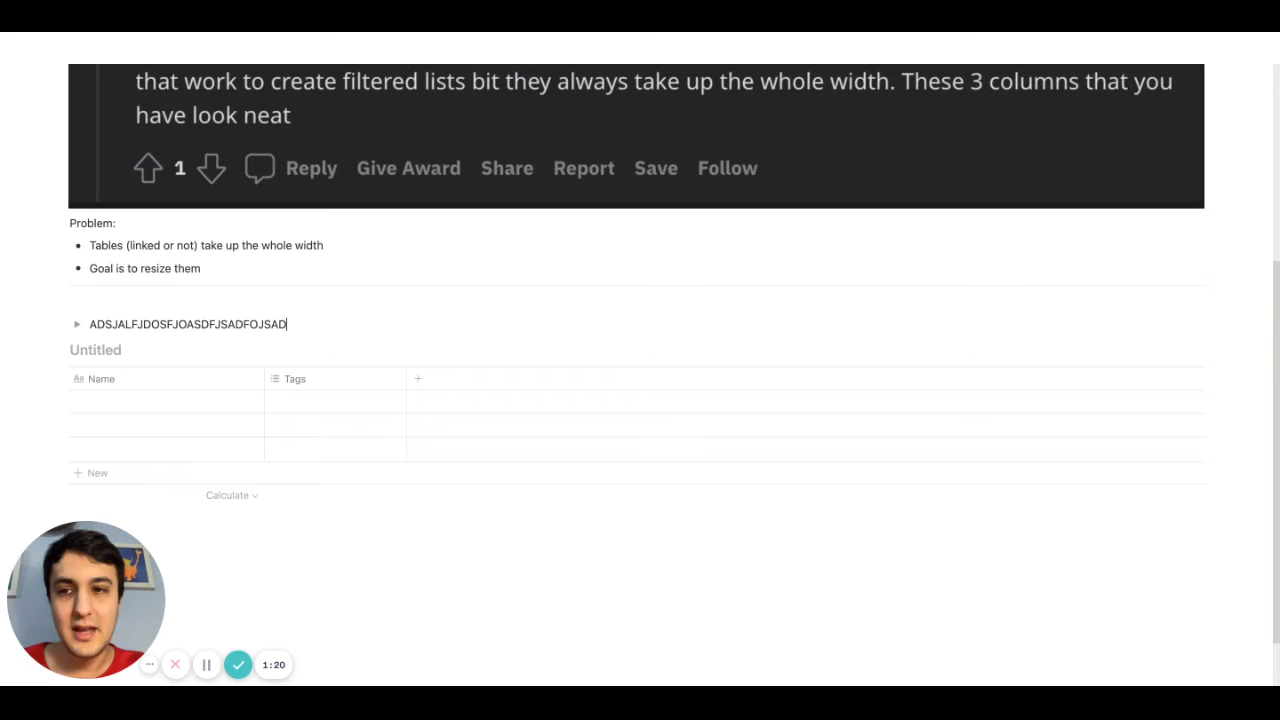 that work to create filtered lists bit they always take up the whole width. These 3 columns that you
have look neat
1 Reply Give Award Share Report Save Follow
Problem:
• Tables (linked or not) take up the whole width
• Goal is to resize them
ADSJALFJDOSFJOASDFJSADFOJSAD
Untitled
Aa Name Tags +
+ New
Calculate
1:20